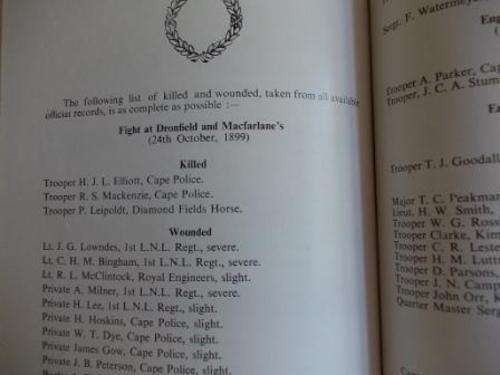 The following list of killed and wounded, taken from all available
official records, is as complete as possible :—
Fight at Dronfield and Macfarlane's
(24th October, 1899)
Killed
Trooper H. J. L. Elliott, Cape Police.
Trooper R. S. Mackenzie, Cape Police.
Trooper P. Leipoldt, Diamond Fields Horse.
Wounded
Lt. J. G. Lowndes, 1st L.N.L. Regt., severe.
Lt. C. H. M. Bingham, 1st L.N.L. Regt., severe.
Lt. R. L. McClintock, Royal Engineers, slight.
Private A. Milner, 1st L.N.L. Regt., severe.
Private H. Lee, 1st L.N.L. Regt., slight.
Private H. Hoskins, Cape Police, slight.
Private W. T. Dye, Cape Police, slight.
Private James Gow, Cape Police, slight.
Private J. B. Peterson, Cape Police, slight.
Sgt. F. Watermeye
Eng
(
Trooper A. Parker, Cap
Trooper, J. C. A. Stum
Ea
Trooper T. J. Goodall
Major T. C. Peakman
Lieut. H. W. Smith,
Trooper W. G. Ross
Trooper Clarke, Kim
Trooper C. R. Lester
Trooper H. M. Luttr
Trooper D. Parsons,
Trooper J. N. Camp
Trooper John Orr,
Quarter Master Serg